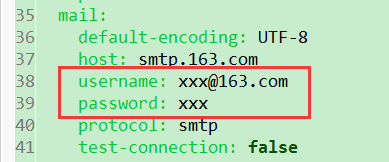 35 mail:
36 default-encoding: UTF-8
37 host: smtp.163.com
38 username: xxx@163.com
39 password: xxx
40 protocol: smtp
41 test-connection: false